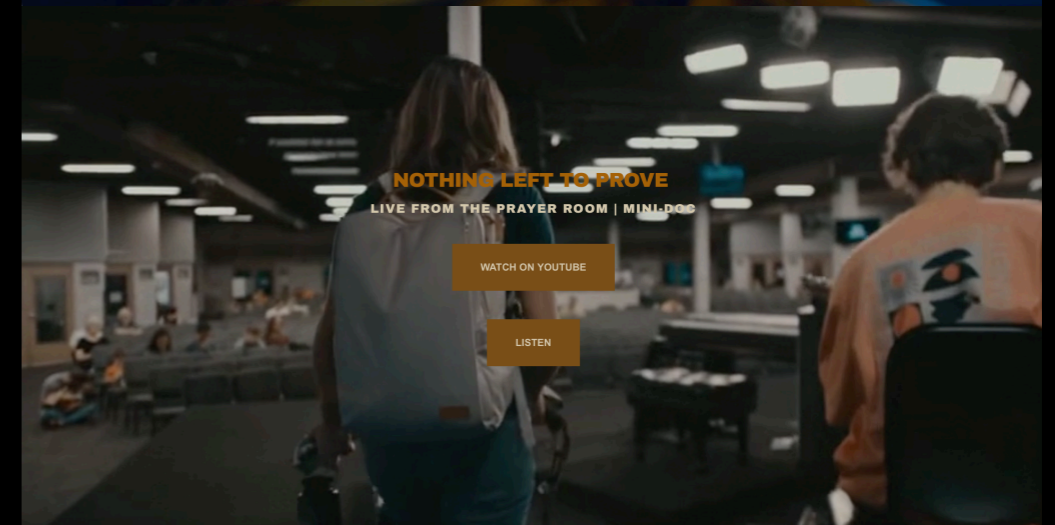 NOTHING LEFT TO PROVE
LIVE FROM THE PRAYER ROOM | MINI-DOC
WATCH ON YOUTUBE
LISTEN